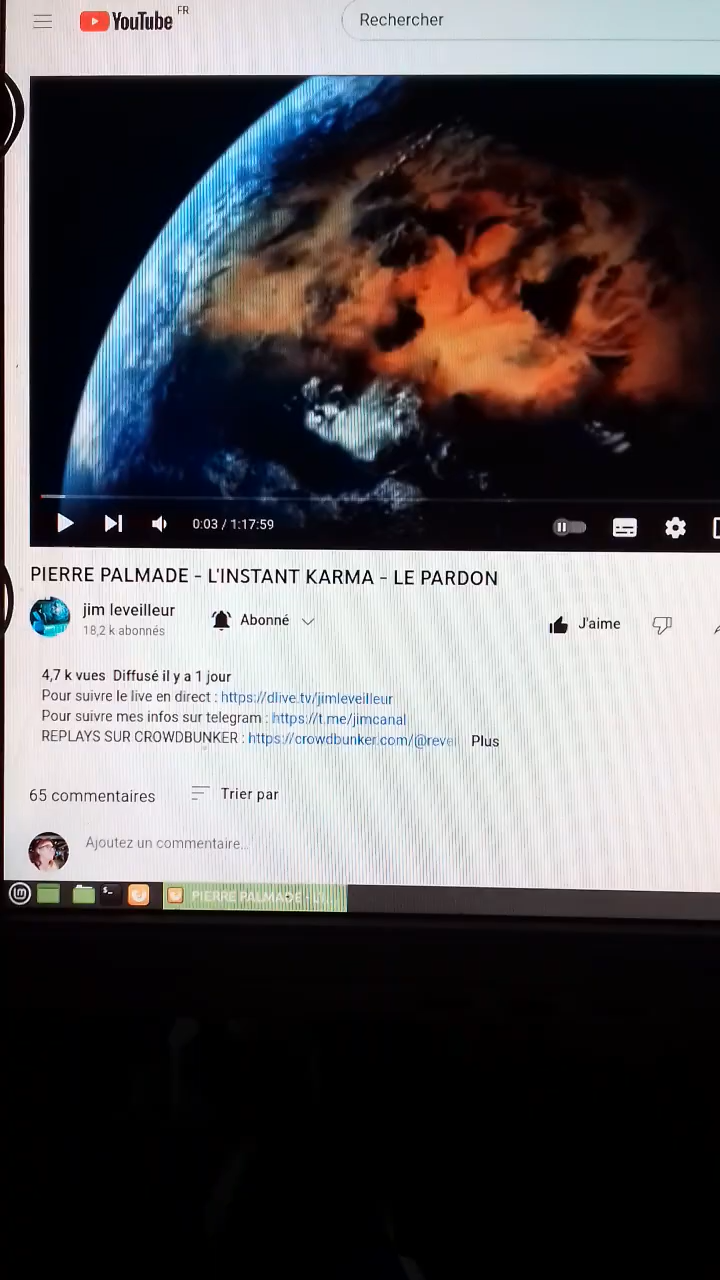 YouTube FR
Rechercher
0:03 / 1:17:59
PIERRE PALMADE - L'INSTANT KARMA - LE PARDON
jim leveilleur
18,2 k abonnés
Abonné
J'aime
4,7 k vues Diffusé il y a 1 jour
Pour suivre le live en direct : https://dlive.tv/jimleveilleur
Pour suivre mes infos sur telegram : https://t.me/jimcanal
REPLAYS SUR CROWDBUNKER : https://crowdbunker.com/@revei Plus
65 commentaires
Trier par
Ajoutez un commentaire...
PIERRE PALMADE - L'I...